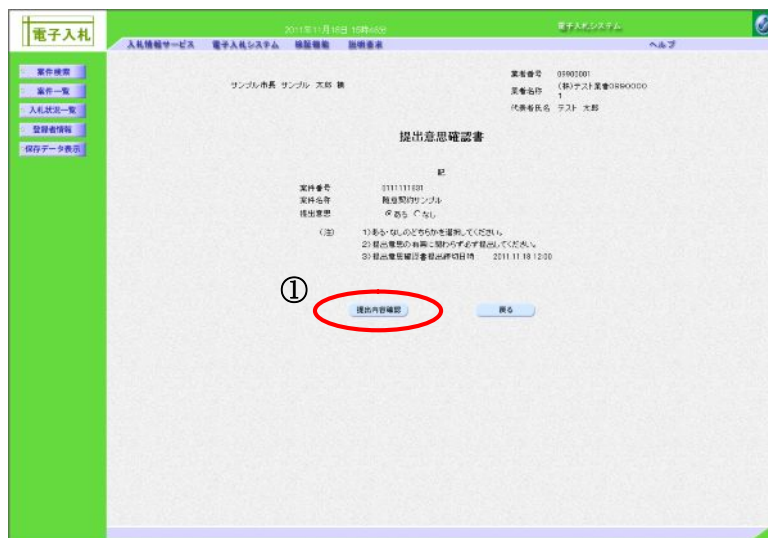 電子入札
2011年11月16日 15時46分
電子入札システム
入札情報サービス 電子入札システム 検証機能 説明要求 ヘルプ
案件検索
案件一覧
入札状況一覧
登録者情報
保存データ表示
サンプル市長 サンプル 太郎 様
業者番号 09900001
業者名称 (株)テスト業者09900001
代表者氏名 テスト 太郎
提出意思確認書
記
案件番号
案件名称 随意契約サンプル
提出意思 ある なし
(注) 1)ある・なしのどちらかを選択してください。
2)提出意思の有無に関わらず必ず提出してください。
3)提出意思確認書提出締切日時 2011.11.18 12:00
①
提出内容確認 戻る